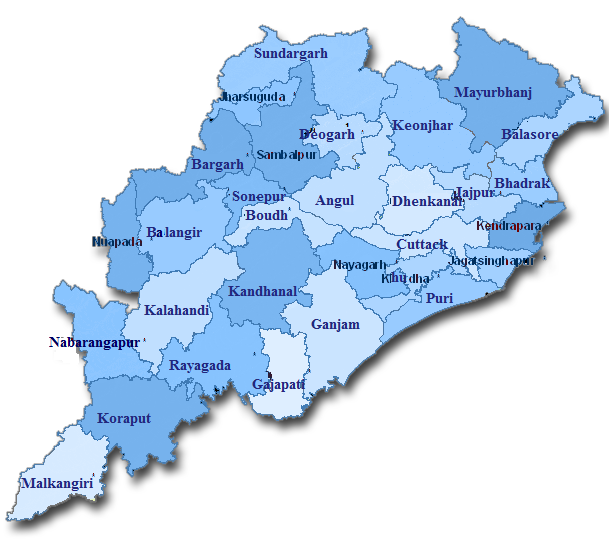 Sundargarh
Mayurbhanj
Jharsuguda
Keonjhar
Deogarh
Balasore
Sambalpur
Bargarh
Bhadrak
Jajpur
Sonepur
Angul
Dhenkanal
Boudh
Kendrapara
Balangir
Nuapada
Cuttack
Jagatsinghapur
Nayagarh
Khurdha
Kandhanal
Puri
Kalahandi
Ganjam
Nabarangapur
Rayagada
Gajapati
Koraput
Malkangiri